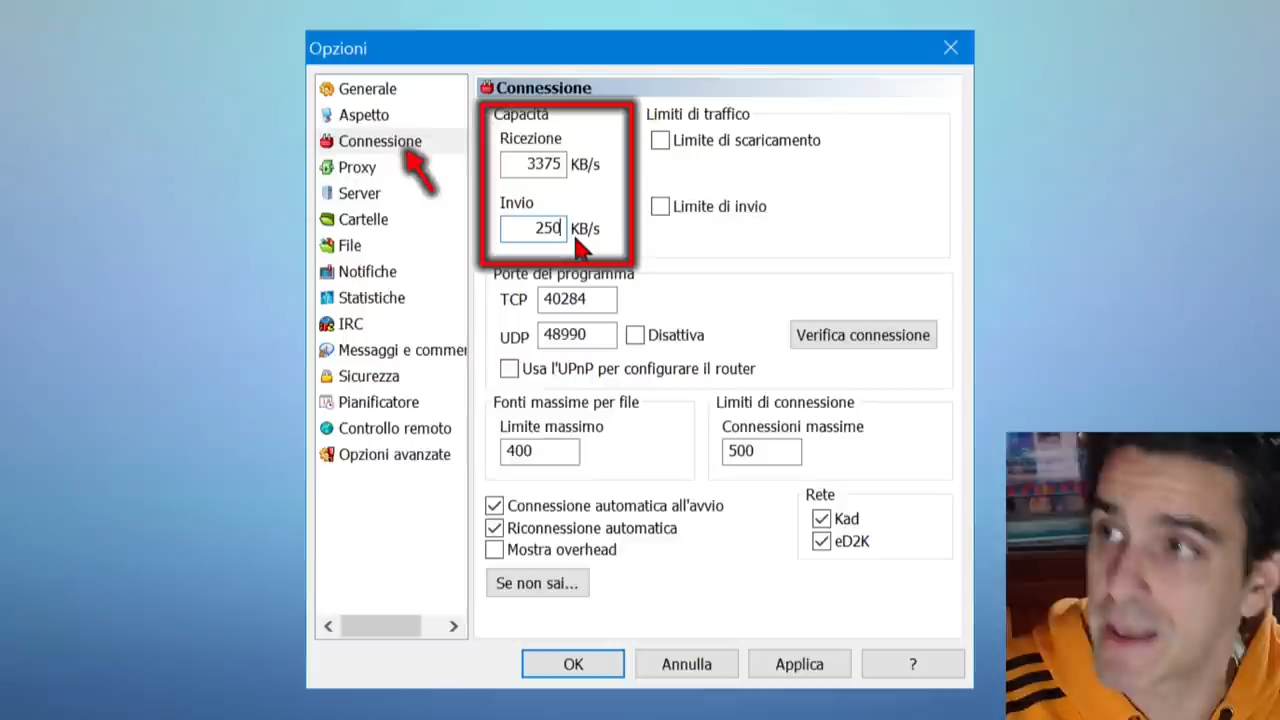 Opzioni
Generale
Aspetto
Connessione
Proxy
Server
Cartelle
File
Notifiche
Statistiche
IRC
Messaggi e commen
Sicurezza
Pianificatore
Controllo remoto
Opzioni avanzate
Connessione
Capacità
Ricezione
3375 KB/s
Invio
250 KB/s
Limiti di traffico
Limite di scaricamento
Limite di invio
Porte del programma
TCP 40284
UDP 48990 Disattiva Verifica connessione
Usa l'UPnP per configurare il router
Fonti massime per file
Limite massimo
400
Limiti di connessione
Connessioni massime
500
Connessione automatica all'avvio
Riconnessione automatica
Mostra overhead
Rete
Kad
eD2K
Se non sai...
OK Annulla Applica ?